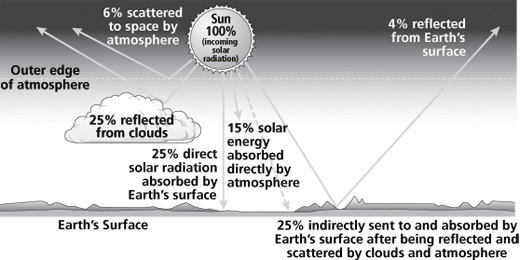 6% scattered
to space by
atmosphere
Sun
100%
(incoming
solar
radiation)
4% reflected
from Earth's
surface
Outer edge
of atmosphere
25% reflected
from clouds
15% solar
energy
absorbed
directly by
atmosphere
25% direct
solar radiation
absorbed by
Earth's surface
Earth's Surface
25% indirectly sent to and absorbed by
Earth's surface after being reflected and
scattered by clouds and atmosphere